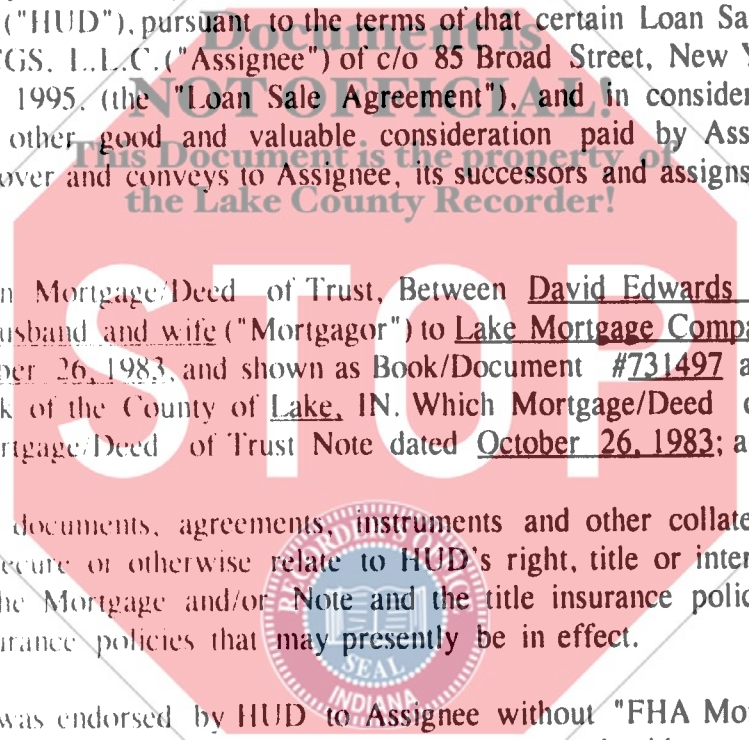 ("HUD"), pursuant to the terms of that certain Loan Sa
GS, L.L.C. ("Assignee") of c/o 85 Broad Street, New Y
Document is
1995, (the "Loan Sale Agreement"), and in consider
NOT OFFICIAL!
other good and valuable consideration paid by Ass
This Document is the property of
over and conveys to Assignee, its successors and assigns
the Lake County Recorder!
n Mortgage/Deed of Trust, Between David Edwards
usband and wife ("Mortgagor") to Lake Mortgage Compa
ber 26, 1983, and shown as Book/Document #731497 a
k of the County of Lake, IN. Which Mortgage/Deed o
rtgage/Deed of Trust Note dated October 26, 1983; a
STOP
documents, agreements, instruments and other collate
ecure or otherwise relate to HUD's right, title or inter
he Mortgage and/or Note and the title insurance polic
urance policies that may presently be in effect.
RECORDER'S OFFICE
SEAL
INDIANA
was endorsed by HUD to Assignee without "FHA Mo